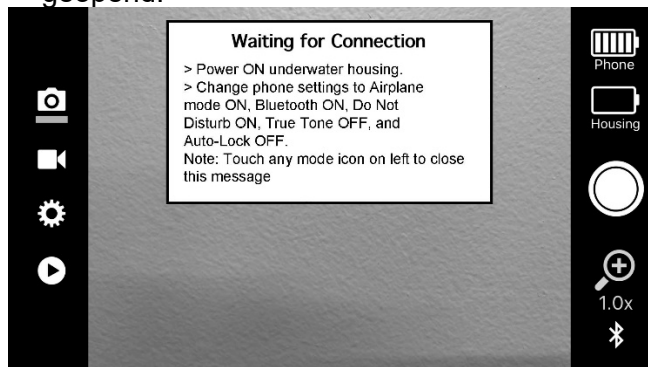 geopend.
Waiting for Connection
> Power ON underwater housing.
> Change phone settings to Airplane
mode ON, Bluetooth ON, Do Not
Disturb ON, True Tone OFF, and
Auto-Lock OFF.
Note: Touch any mode icon on left to close
this message
Phone
Housing
1.0x